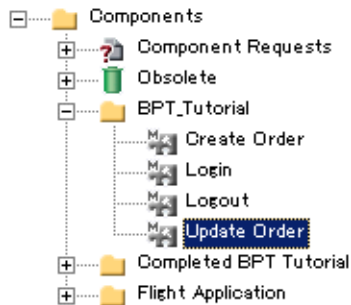 Components
Component Requests
Obsolete
BPT_Tutorial
Create Order
Login
Logout
Update Order
Completed BPT Tutorial
Flight Application